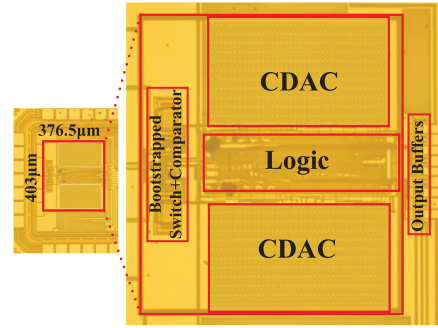 376.5μm
403μm
CDAC
Bootstrapped
Switch+Comparator
Logic
Output Buffers
CDAC